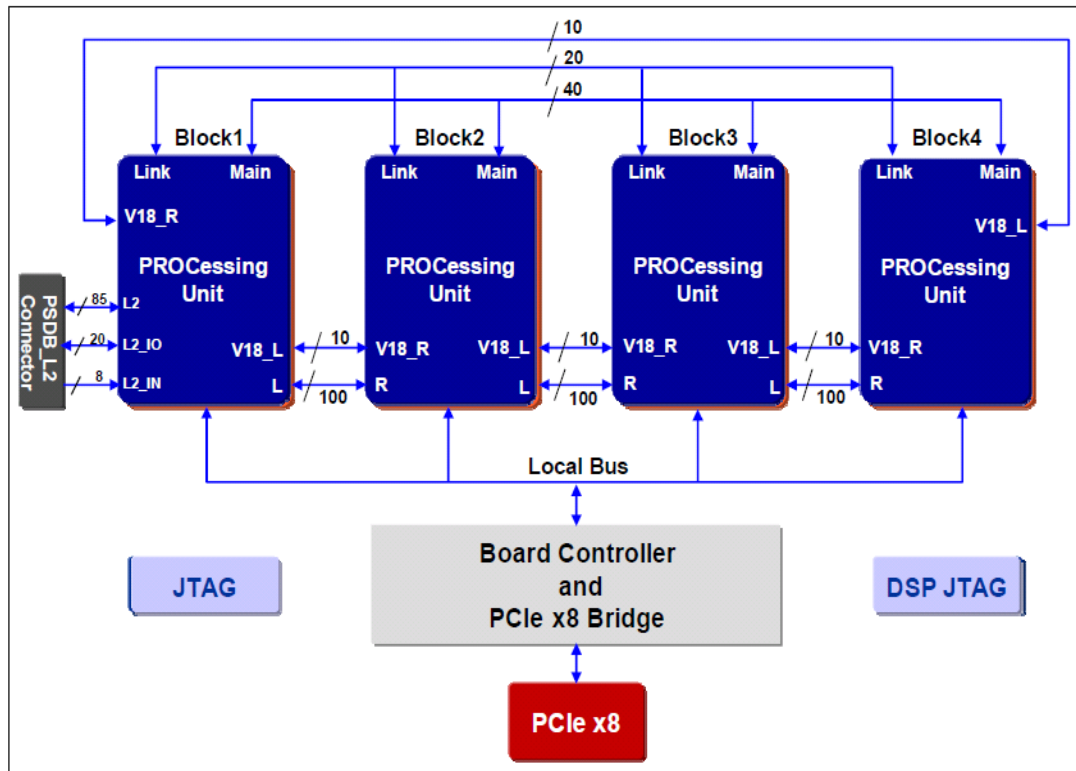 10
20
40
Block1
Block2
Block3
Block4
Link Main
Link Main
Link Main
Link Main
V18_R
V18_L
PROCessing
Unit
PROCessing
Unit
PROCessing
Unit
PROCessing
Unit
PSDB_L2
Connector
85
L2
20
L2_IO
8
L2_IN
V18_L
10
V18_R
V18_L
10
V18_R
V18_L
10
V18_R
L
100
R
L
100
R
L
100
R
Local Bus
Board Controller
and
PCIe x8 Bridge
JTAG
DSP JTAG
PCIe x8